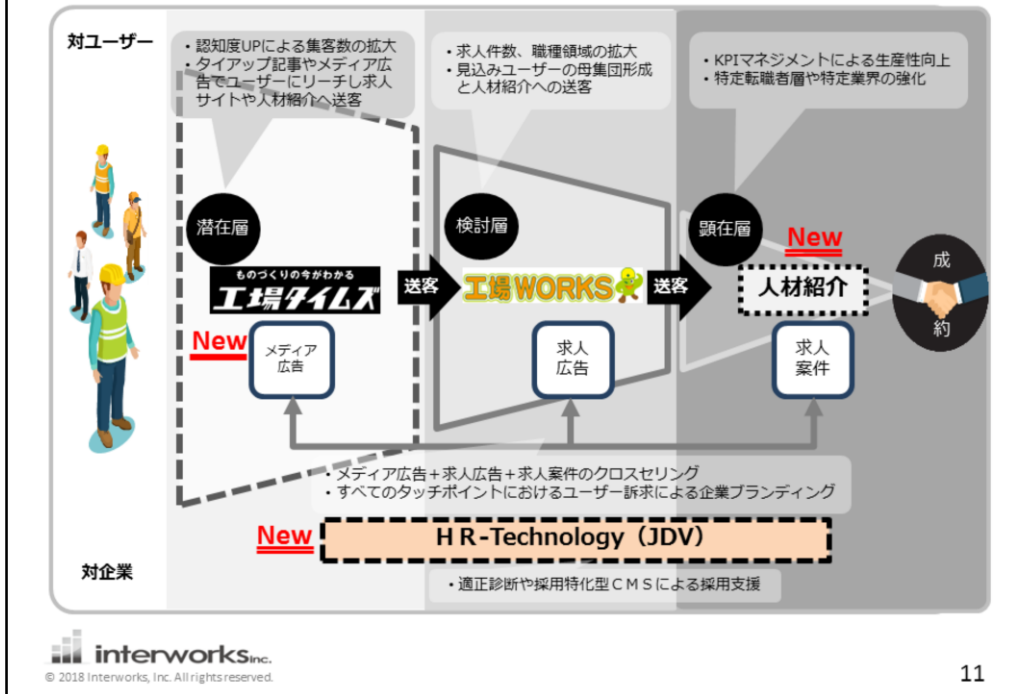 対ユーザー
・認知度UPによる集客数の拡大
・タイアップ記事やメディア広
告でユーザーにリーチし求人
サイトや人材紹介へ送客
・求人件数、職種領域の拡大
・見込みユーザーの母集団形成
と人材紹介への送客
・KPIマネジメントによる生産性向上
・特定転職者層や特定業界の強化
潜在層
検討層
顕在層
New
ものづくりの今がわかる
工場タイムズ
送客
工場WORKS
送客
人材紹介
成
約
New
メディア
広告
求人
広告
求人
案件
・メディア広告+求人広告+求人案件のクロスセリング
・すべてのタッチポイントにおけるユーザー訴求による企業ブランディング
New
HR-Technology(JDV)
対企業
・適正診断や採用特化型CMSによる採用支援
interworks inc.
© 2018 Interworks, Inc. All rights reserved.
11